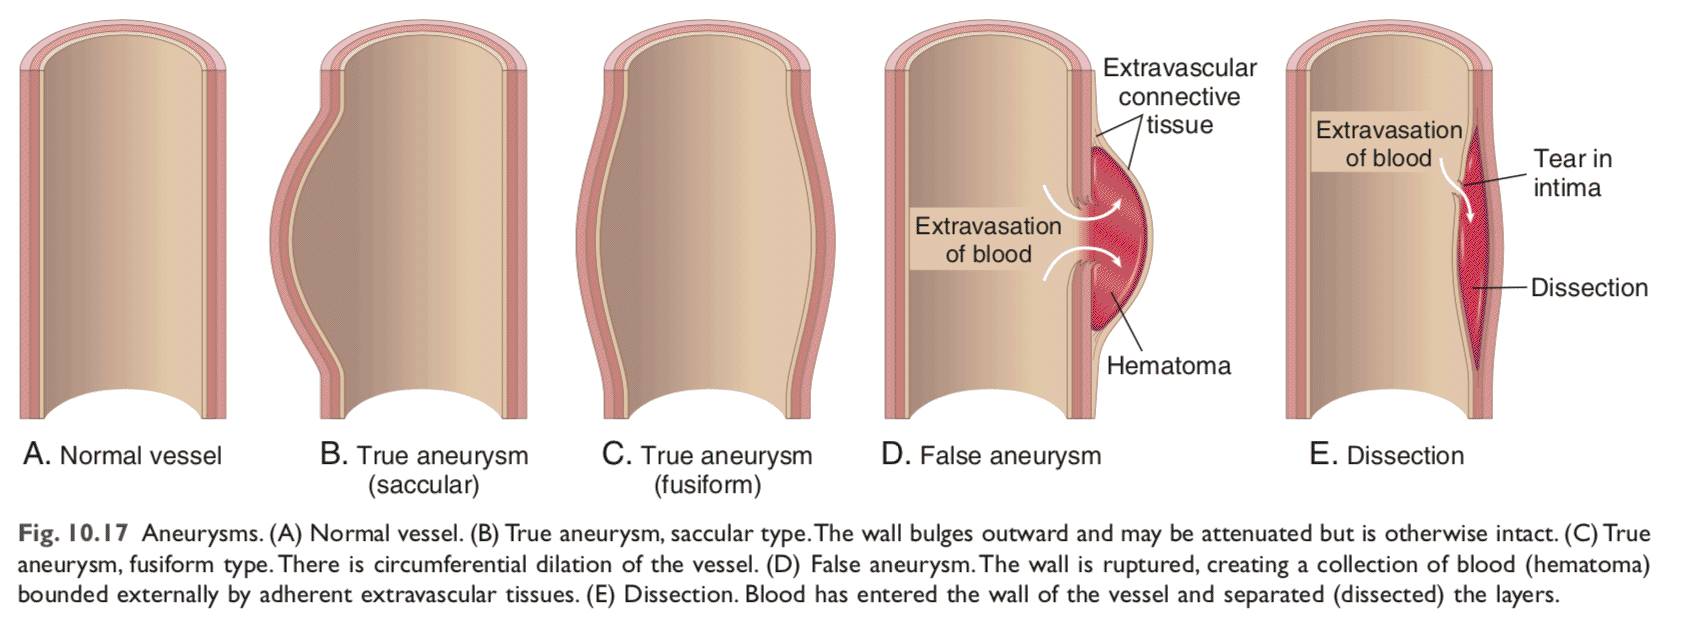 Extravascular
connective
tissue
Extravasation
of blood
Hematoma
Extravasation
of blood
Tear in
intima
Dissection
A. Normal vessel
B. True aneurysm
(saccular)
C. True aneurysm
(fusiform)
D. False aneurysm
E. Dissection
Fig. 10.17 Aneurysms. (A) Normal vessel. (B) True aneurysm, saccular type. The wall bulges outward and may be attenuated but is otherwise intact. (C) True
aneurysm, fusiform type. There is circumferential dilation of the vessel. (D) False aneurysm. The wall is ruptured, creating a collection of blood (hematoma)
bounded externally by adherent extravascular tissues. (E) Dissection. Blood has entered the wall of the vessel and separated (dissected) the layers.